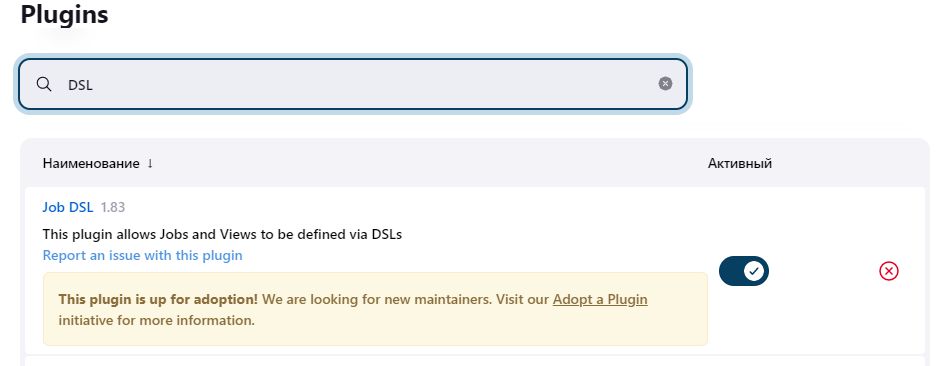 Plugins
DSL
Наименование ↓
Активный
Job DSL 1.83
This plugin allows Jobs and Views to be defined via DSLs
Report an issue with this plugin
This plugin is up for adoption! We are looking for new maintainers. Visit our Adopt a Plugin
initiative for more information.